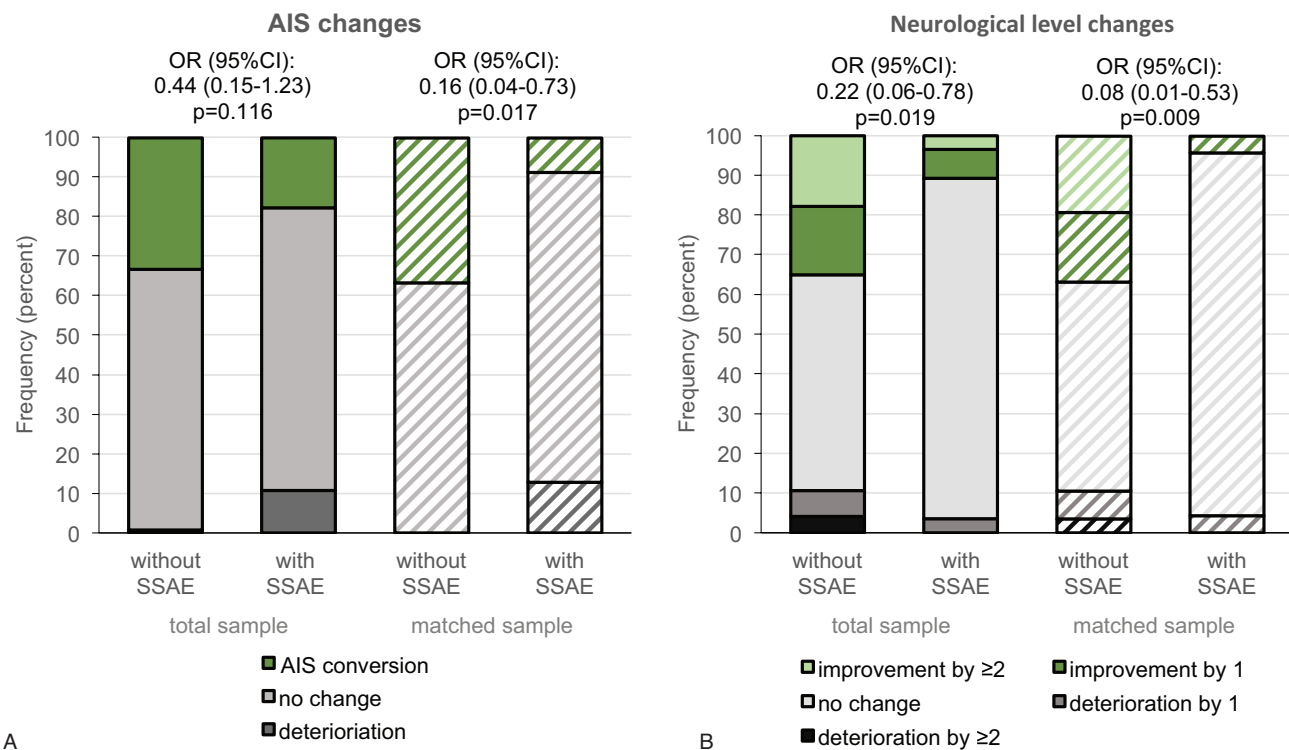 AIS changes
OR (95%CI):
0.44 (0.15-1.23)
p=0.116
OR (95%CI):
0.16 (0.04-0.73)
p=0.017
Frequency (percent)
100
90
80
70
60
50
40
30
20
10
0
without
SSAE
with
SSAE
without
SSAE
with
SSAE
total sample
matched sample
AIS conversion
no change
deterioriation
A
Neurological level changes
OR (95%CI):
0.22 (0.06-0.78)
p=0.019
OR (95%CI):
0.08 (0.01-0.53)
p=0.009
Frequency (percent)
100
90
80
70
60
50
40
30
20
10
0
without
SSAE
with
SSAE
without
SSAE
with
SSAE
total sample
matched sample
improvement by ≥2
improvement by 1
no change
deterioration by 1
deterioration by ≥2
B